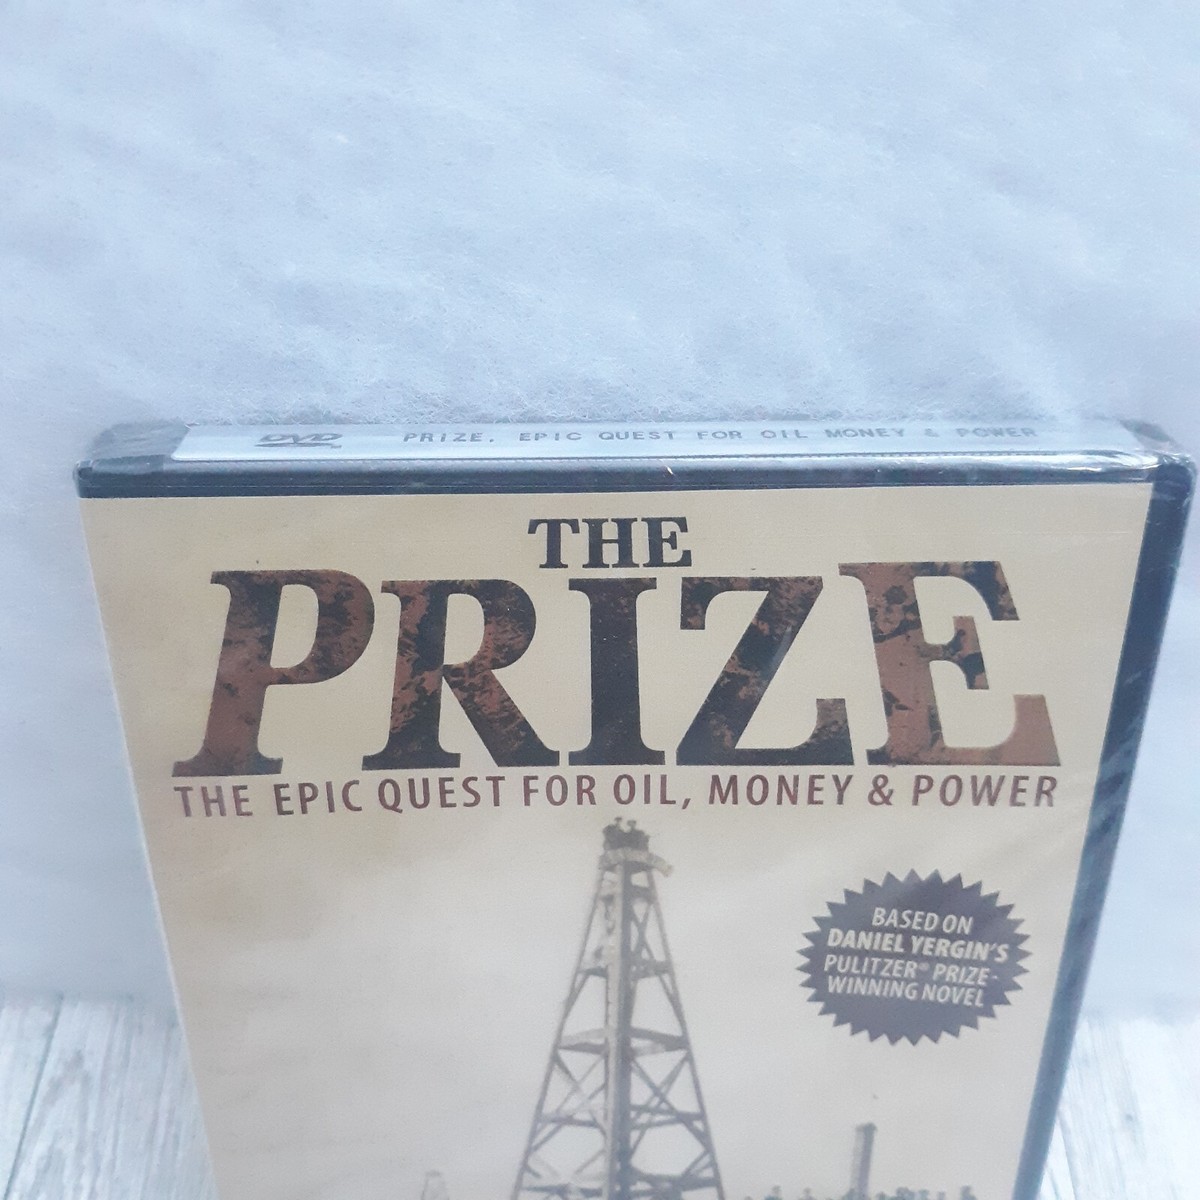 DVD PRIZE, EPIC QUEST FOR OIL MONEY & POWER
THE
PRIZE
THE EPIC QUEST FOR OIL, MONEY & POWER
BASED ON
DANIEL YERGIN'S
PULITZER® PRIZE-
WINNING NOVEL